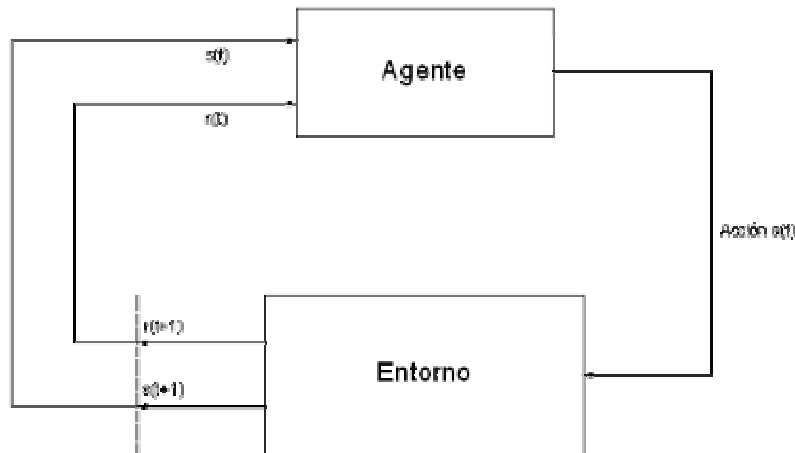 s(t)
Agente
r(t)
Acción a(t)
r(t+1)
Entorno
s(t+1)